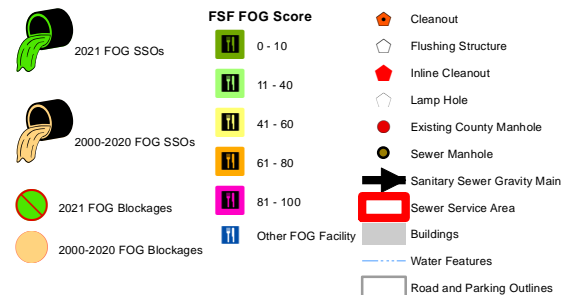 2021 FOG SSOs
2000-2020 FOG SSOs
2021 FOG Blockages
2000-2020 FOG Blockages
FSF FOG Score
0 - 10
11 - 40
41 - 60
61 - 80
81 - 100
Other FOG Facility
Cleanout
Flushing Structure
Inline Cleanout
Lamp Hole
Existing County Manhole
Sewer Manhole
Sanitary Sewer Gravity Main
Sewer Service Area
Buildings
Water Features
Road and Parking Outlines